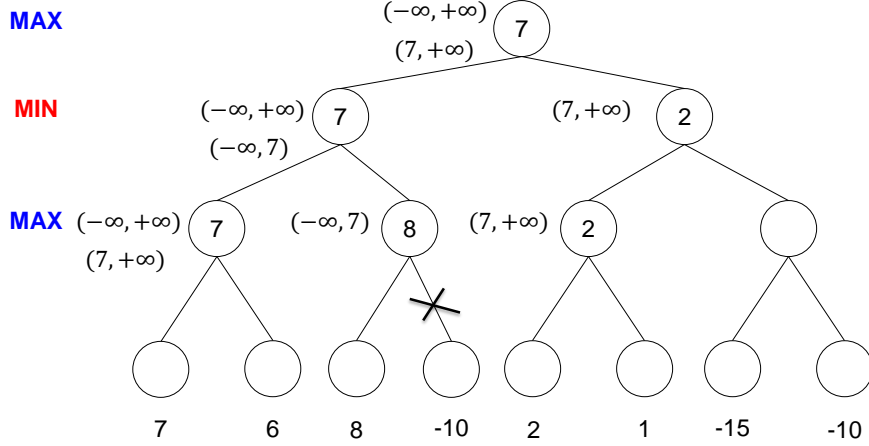 MAX (−∞, +∞) 7
(7, +∞)
MIN (−∞, +∞) 7 (7, +∞) 2
(−∞, 7)
MAX (−∞, +∞) 7 (−∞, 7) 8 (7, +∞) 2
(7, +∞)
7 6 8 -10 2 1 -15 -10